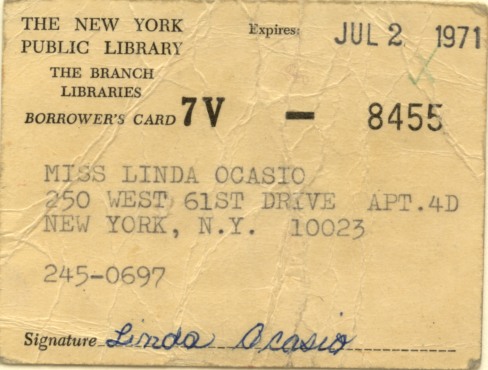 THE NEW YORK
PUBLIC LIBRARY
THE BRANCH
LIBRARIES
BORROWER'S CARD 7V — 8455
Expires: JUL 2 1971
MISS LINDA OCASIO
250 WEST 61ST DRIVE APT.4D
NEW YORK, N.Y. 10023
245-0697
Signature Linda Ocasio